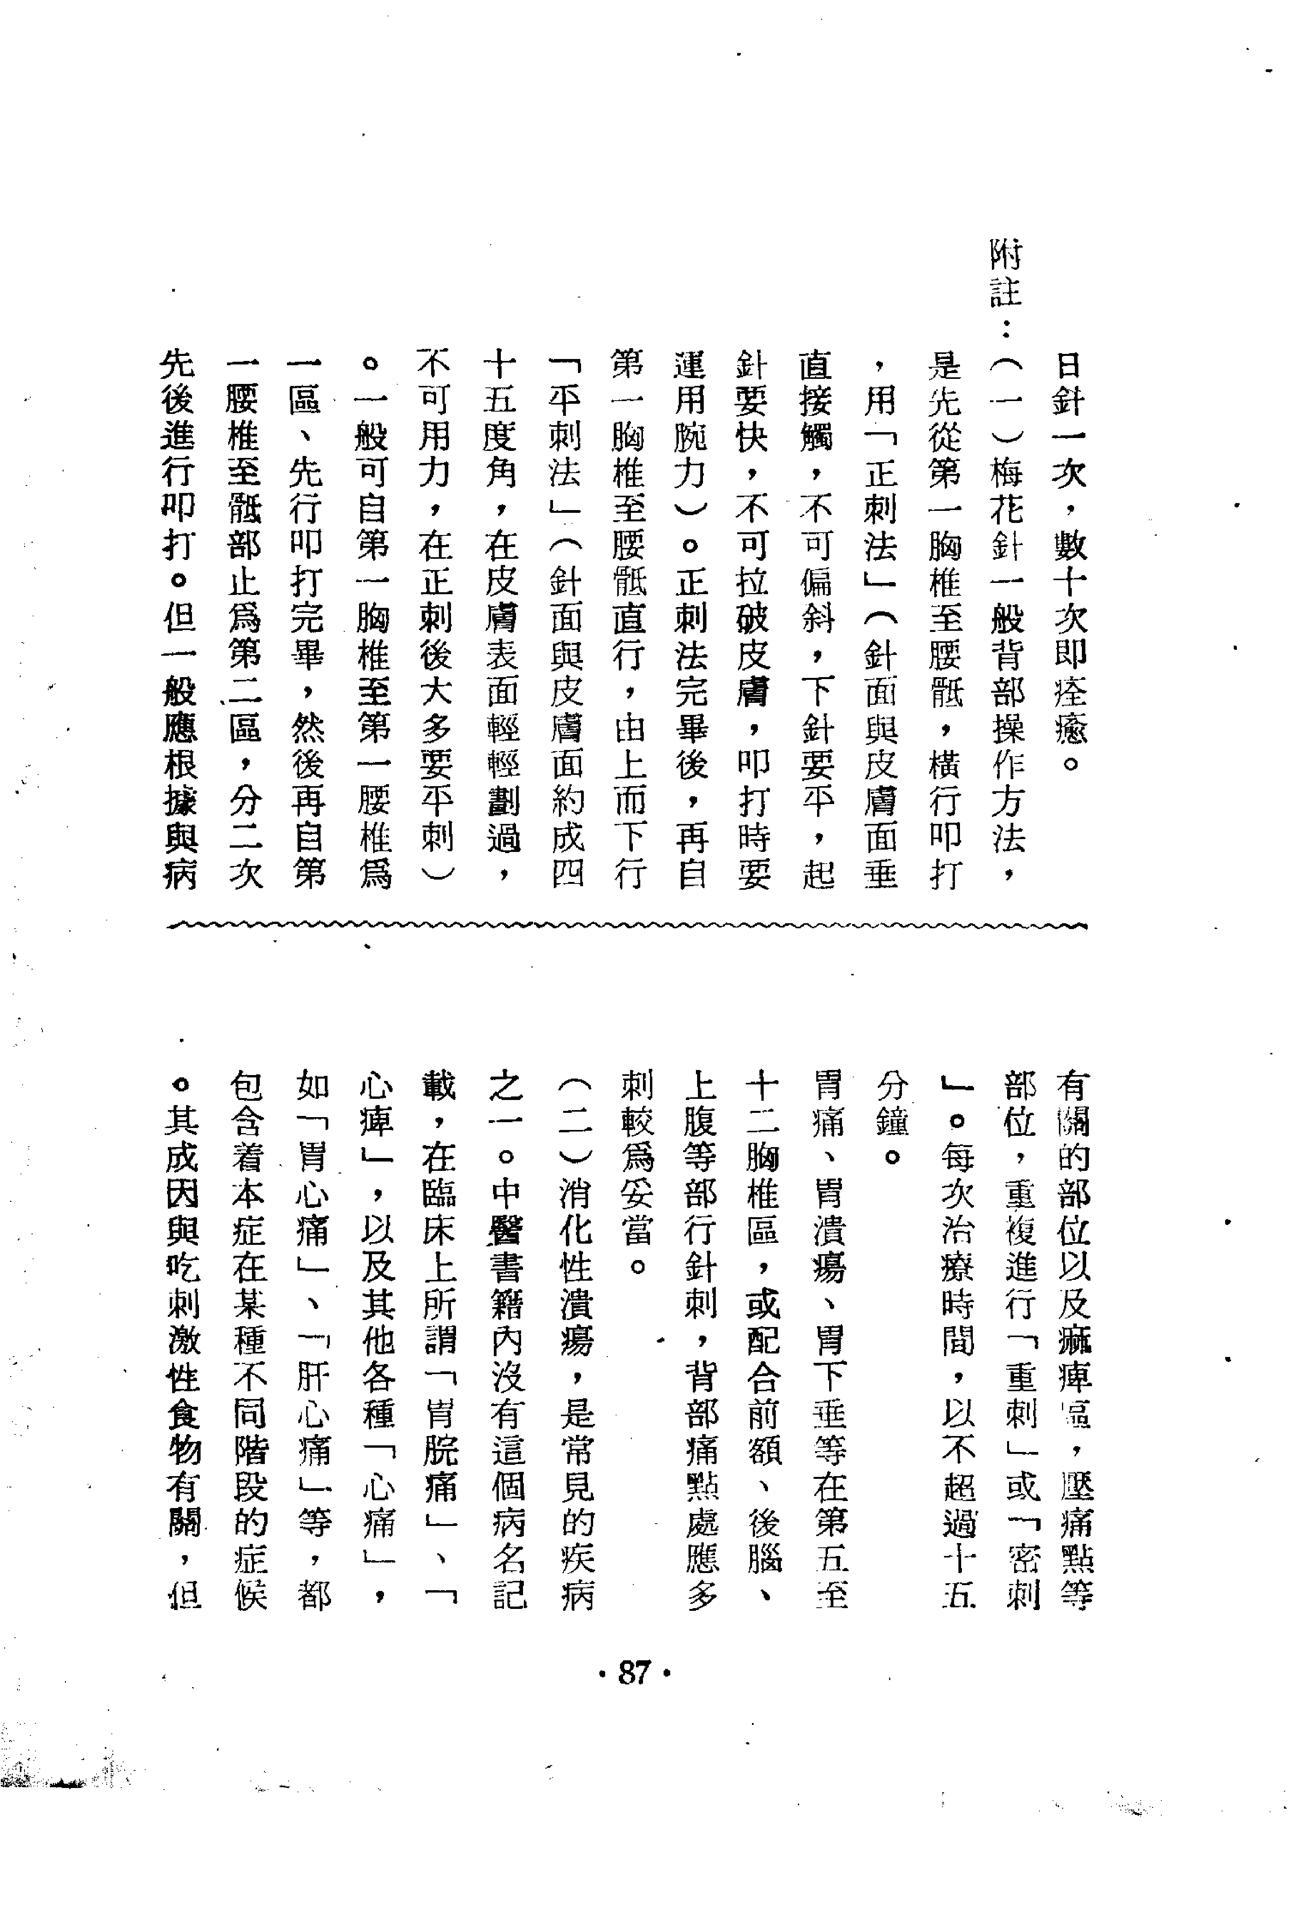 日針一次，數十次即痊癒。
附註：（一）梅花針一般背部操作方法，
是先從第一胸椎至腰骶，橫行叩打
，用「正刺法」（針面與皮膚面垂
直接觸，不可偏斜，下針要平，起
針要快，不可拉破皮膚，叩打時要
運用腕力）。正刺法完畢後，再自
第一胸椎至腰骶直行，由上而下行
「平刺法」（針面與皮膚面約成四
十五度角，在皮膚表面輕輕劃過，
不可用力，在正刺後大多要平刺）
。一般可自第一胸椎至第一腰椎爲
一區、先行叩打完畢，然後再自第
一腰椎至骶部止爲第二區，分二次
先後進行叩打。但一般應根據與病
有關的部位以及痲痺區，壓痛點等
部位，重複進行「重刺」或「密刺
」。每次治療時間，以不超過十五
分鐘。
胃痛、胃潰瘍、胃下垂等在第五至
十二胸椎區，或配合前額、後腦、
上腹等部行針刺，背部痛點處應多
刺較爲妥當。
（二）消化性潰瘍，是常見的疾病
之一。中醫書籍內沒有這個病名記
載，在臨床上所謂「胃脘痛」、「
心痺」，以及其他各種「心痛」，
如「胃心痛」、「肝心痛」等，都
包含着本症在某種不同階段的症候
。其成因與吃刺激性食物有關，但
·87·